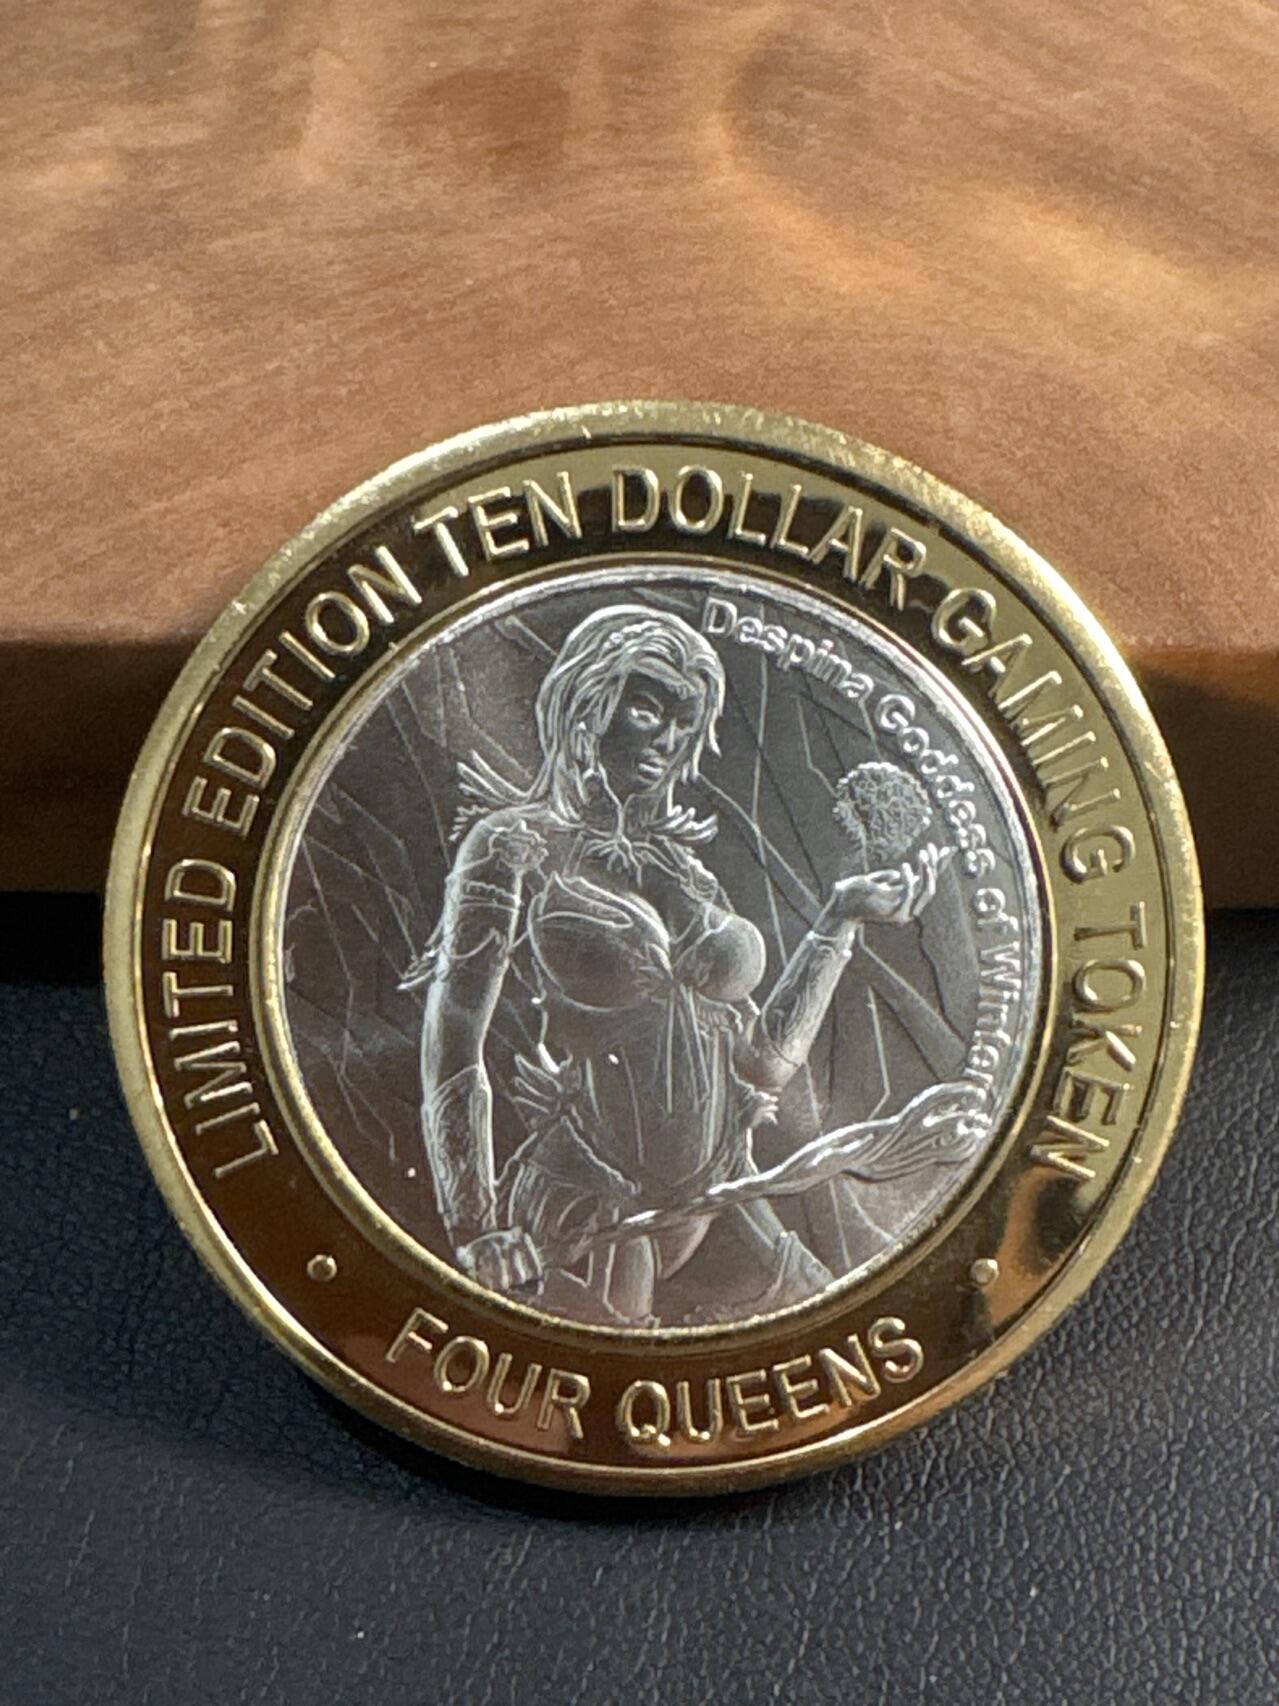 LIMITED EDITION TEN DOLLAR GAMING TOKEN
Despina Goddess of Winter
• FOUR QUEENS •